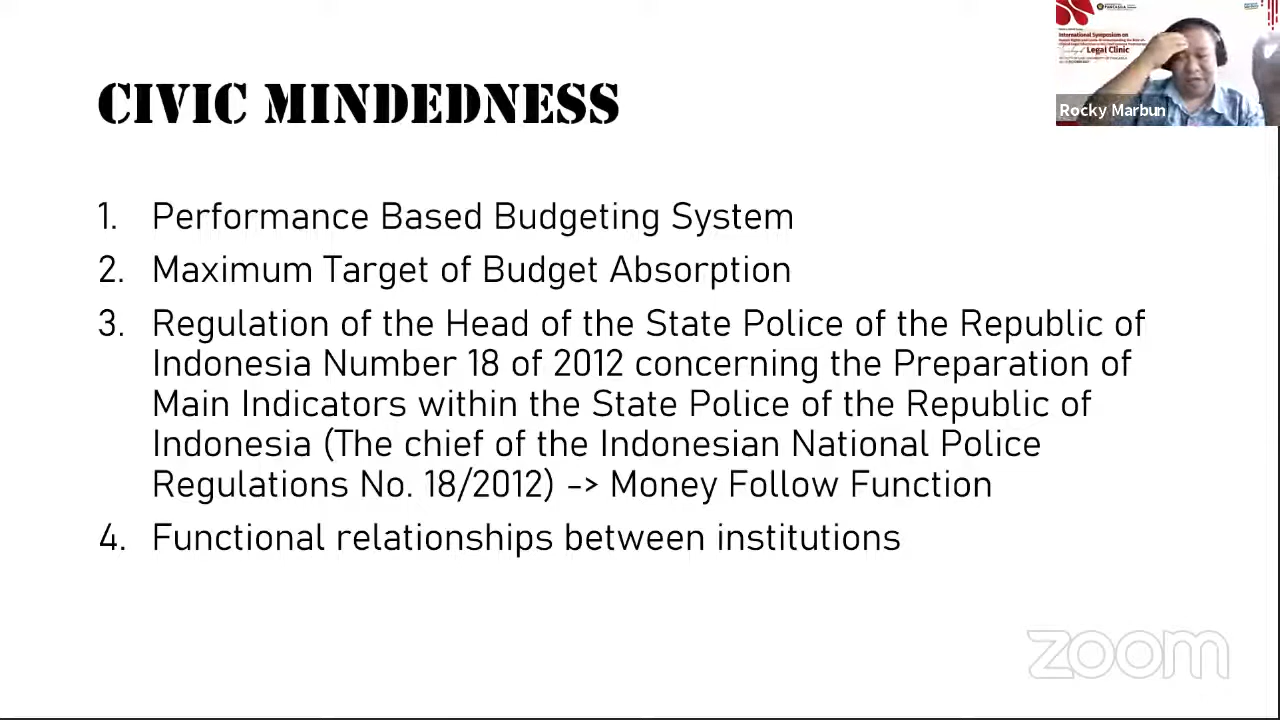 CIVIC MINDEDNESS
1. Performance Based Budgeting System
2. Maximum Target of Budget Absorption
3. Regulation of the Head of the State Police of the Republic of
Indonesia Number 18 of 2012 concerning the Preparation of
Main Indicators within the State Police of the Republic of
Indonesia (The chief of the Indonesian National Police
Regulations No. 18/2012) -> Money Follow Function
4. Functional relationships between institutions
International Symposium on
Legal Clinic
Rocky Marbun
zoom